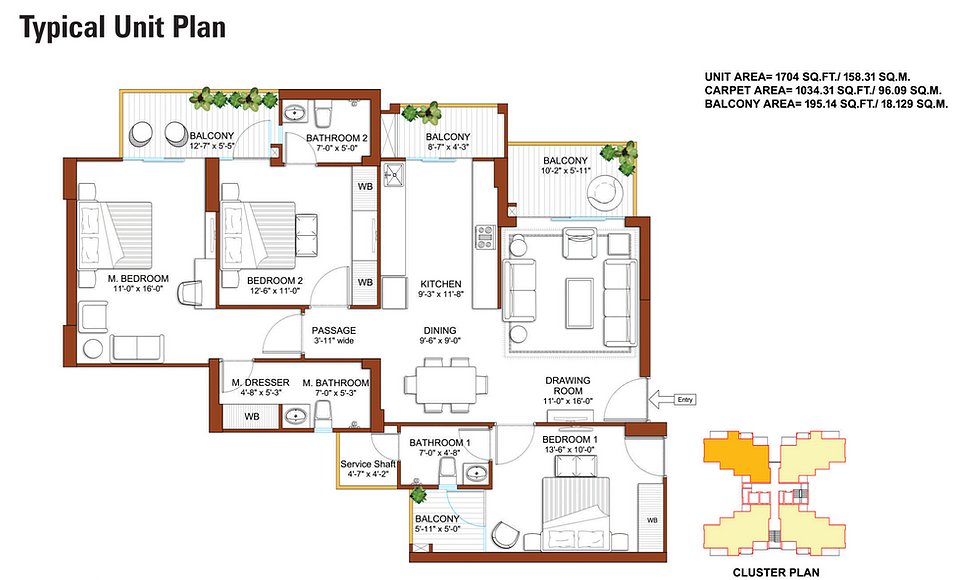 Typical Unit Plan
UNIT AREA= 1704 SQ.FT./ 158.31 SQ.M.
CARPET AREA= 1034.31 SQ.FT./ 96.09 SQ.M.
BALCONY AREA= 195.14 SQ.FT./ 18.129 SQ.M.
BALCONY
12'-7" x 5'-5"
BATHROOM 2
7'-0" x 5'-0"
BALCONY
8'-7" x 4'-3"
BALCONY
10'-2" x 5'-11"
WB
M. BEDROOM
11'-0" x 16'-0"
BEDROOM 2
12'-6" x 11'-0"
WB
KITCHEN
9'-3" x 11'-8"
PASSAGE
3'-11" wide
DINING
9'-6" x 9'-0"
M. DRESSER
4'-8" x 5'-3"
M. BATHROOM
7'-0" x 5'-3"
DRAWING
ROOM
11'-0" x 16'-0"
Entry
WB
BATHROOM 1
7'-0" x 4'-8"
BEDROOM 1
13'-6" x 10'-0"
Service Shaft
4'-7" x 4'-2"
BALCONY
5'-11" x 5'-0"
WB
CLUSTER PLAN